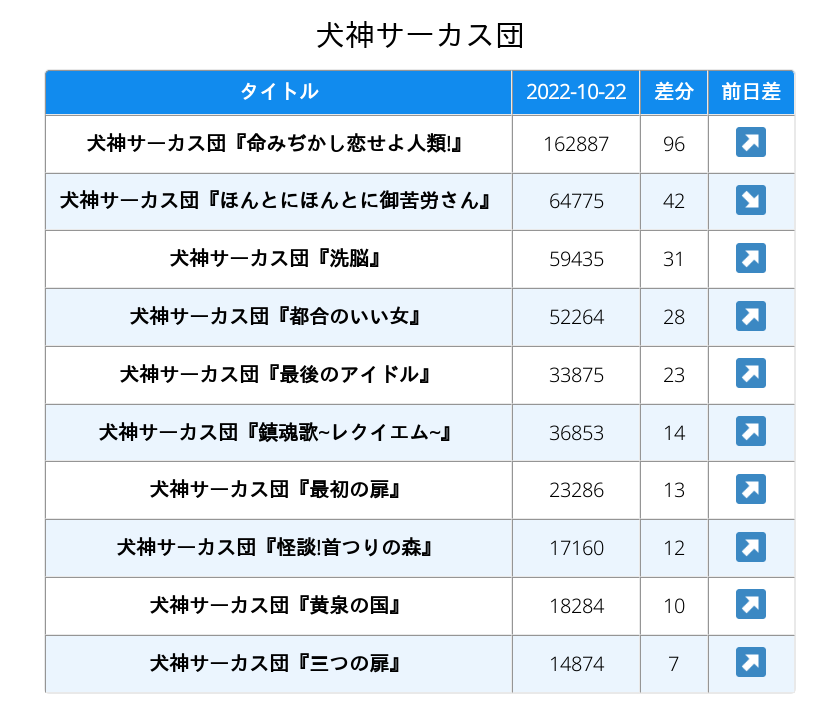 犬神サーカス団
タイトル 2022-10-22 差分 前日差
犬神サーカス団『命みぢかし恋せよ人類!』 162887 96 ↗
犬神サーカス団『ほんとにほんとに御苦労さん』 64775 42 ↘
犬神サーカス団『洗脳』 59435 31 ↗
犬神サーカス団『都合のいい女』 52264 28 ↗
犬神サーカス団『最後のアイドル』 33875 23 ↗
犬神サーカス団『鎮魂歌~レクイエム~』 36853 14 ↗
犬神サーカス団『最初の扉』 23286 13 ↗
犬神サーカス団『怪談!首つりの森』 17160 12 ↗
犬神サーカス団『黄泉の国』 18284 10 ↗
犬神サーカス団『三つの扉』 14874 7 ↗